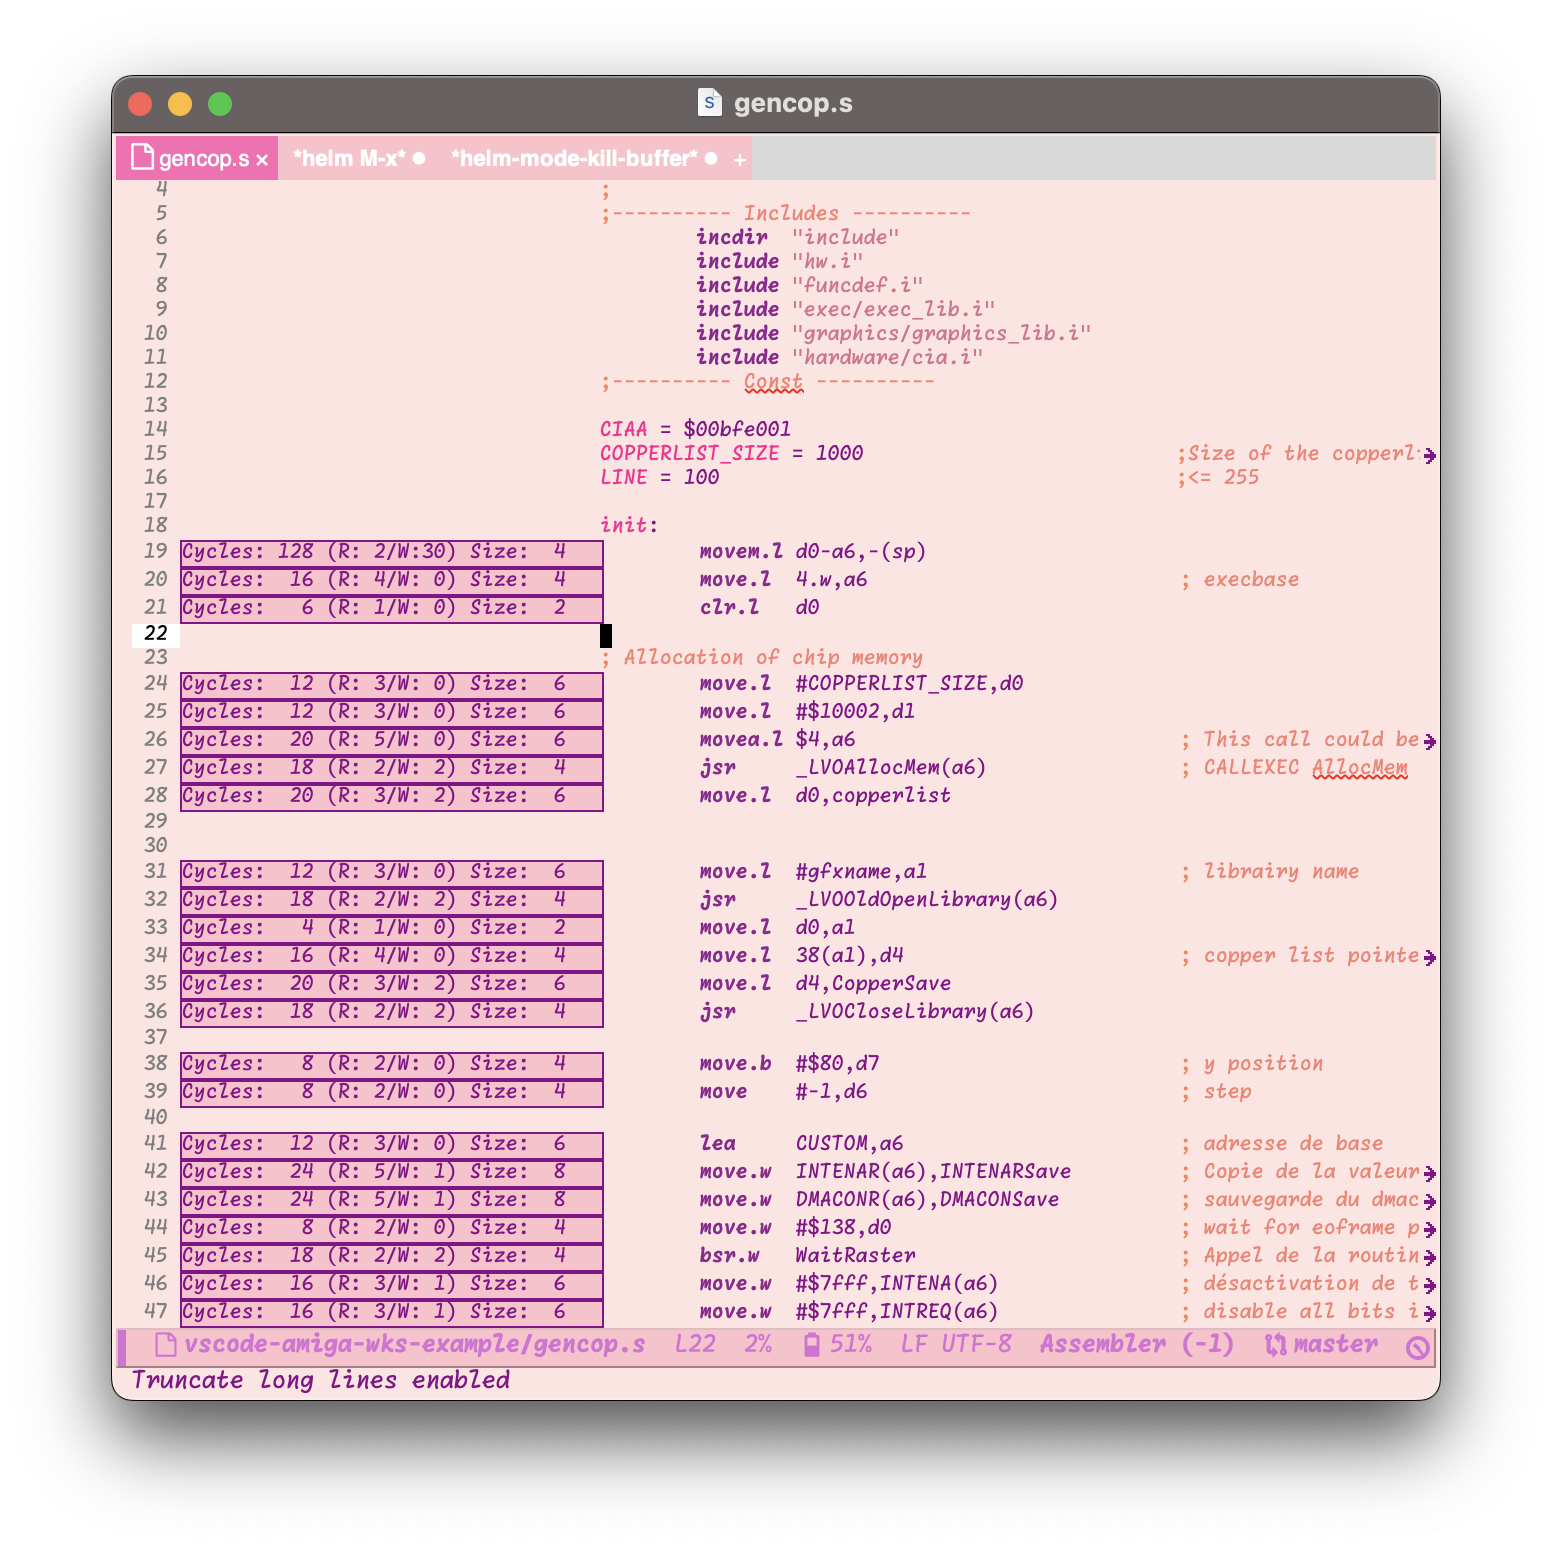 gencop.s
gencop.s × *helm M-x* ● *helm-mode-kill-buffer* ● +
4 ;
5 ;---------- Includes ----------
6 incdir "include"
7 include "hw.i"
8 include "funcdef.i"
9 include "exec/exec_lib.i"
10 include "graphics/graphics_lib.i"
11 include "hardware/cia.i"
12 ;---------- Const ----------
13
14 CIAA = $00bfe001
15 COPPERLIST_SIZE = 1000 ;Size of the copperl
16 LINE = 100 ;<= 255
17
18 init:
19 Cycles: 128 (R: 2/W:30) Size: 4 movem.l d0-a6,-(sp)
20 Cycles: 16 (R: 4/W: 0) Size: 4 move.l 4.w,a6 ; execbase
21 Cycles: 6 (R: 1/W: 0) Size: 2 clr.l d0
22
23 ; Allocation of chip memory
24 Cycles: 12 (R: 3/W: 0) Size: 6 move.l #COPPERLIST_SIZE,d0
25 Cycles: 12 (R: 3/W: 0) Size: 6 move.l #$10002,d1
26 Cycles: 20 (R: 5/W: 0) Size: 6 movea.l $4,a6 ; This call could be
27 Cycles: 18 (R: 2/W: 2) Size: 4 jsr _LVOAllocMem(a6) ; CALLEXEC AllocMem
28 Cycles: 20 (R: 3/W: 2) Size: 6 move.l d0,copperlist
29
30
31 Cycles: 12 (R: 3/W: 0) Size: 6 move.l #gfxname,a1 ; librairy name
32 Cycles: 18 (R: 2/W: 2) Size: 4 jsr _LVOOldOpenLibrary(a6)
33 Cycles: 4 (R: 1/W: 0) Size: 2 move.l d0,a1
34 Cycles: 16 (R: 4/W: 0) Size: 4 move.l 38(a1),d4 ; copper list pointe
35 Cycles: 20 (R: 3/W: 2) Size: 6 move.l d4,CopperSave
36 Cycles: 18 (R: 2/W: 2) Size: 4 jsr _LVOCloseLibrary(a6)
37
38 Cycles: 8 (R: 2/W: 0) Size: 4 move.b #$80,d7 ; y position
39 Cycles: 8 (R: 2/W: 0) Size: 4 move #-1,d6 ; step
40
41 Cycles: 12 (R: 3/W: 0) Size: 6 lea CUSTOM,a6 ; adresse de base
42 Cycles: 24 (R: 5/W: 1) Size: 8 move.w INTENAR(a6),INTENARSave ; Copie de la valeur
43 Cycles: 24 (R: 5/W: 1) Size: 8 move.w DMACONR(a6),DMACONSave ; sauvegarde du dmac
44 Cycles: 8 (R: 2/W: 0) Size: 4 move.w #$138,d0 ; wait for eoframe p
45 Cycles: 18 (R: 2/W: 2) Size: 4 bsr.w WaitRaster ; Appel de la routin
46 Cycles: 16 (R: 3/W: 1) Size: 6 move.w #$7fff,INTENA(a6) ; désactivation de t
47 Cycles: 16 (R: 3/W: 1) Size: 6 move.w #$7fff,INTREQ(a6) ; disable all bits i
vscode-amiga-wks-example/gencop.s L22 2% 51% LF UTF-8 Assembler (-1) master
Truncate long lines enabled